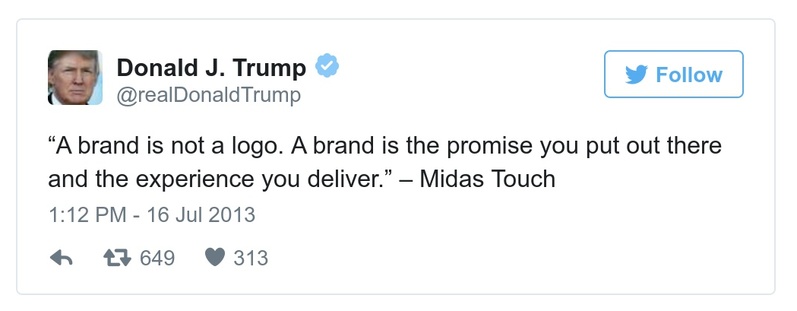 Donald J. Trump
@realDonaldTrump
Follow
“A brand is not a logo. A brand is the promise you put out there
and the experience you deliver.” – Midas Touch
1:12 PM - 16 Jul 2013
649 313